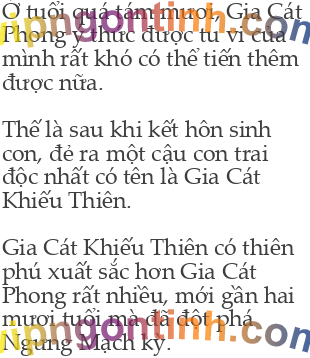 Ở tuổi quá tám mươi, Gia Cát
Phong ý thức được tu vi của
mình rất khó có thể tiến thêm
được nữa.
Thế là sau khi kết hôn sinh
con, đẻ ra một cậu con trai
độc nhất có tên là Gia Cát
Khiếu Thiên.
Gia Cát Khiếu Thiên có thiên
phú xuất sắc hơn Gia Cát
Phong rất nhiều, mới gần hai
mươi tuổi mà đã đột phá
Ngưng Mạch kỳ.
vipngontinh.com
vipngontinh.com